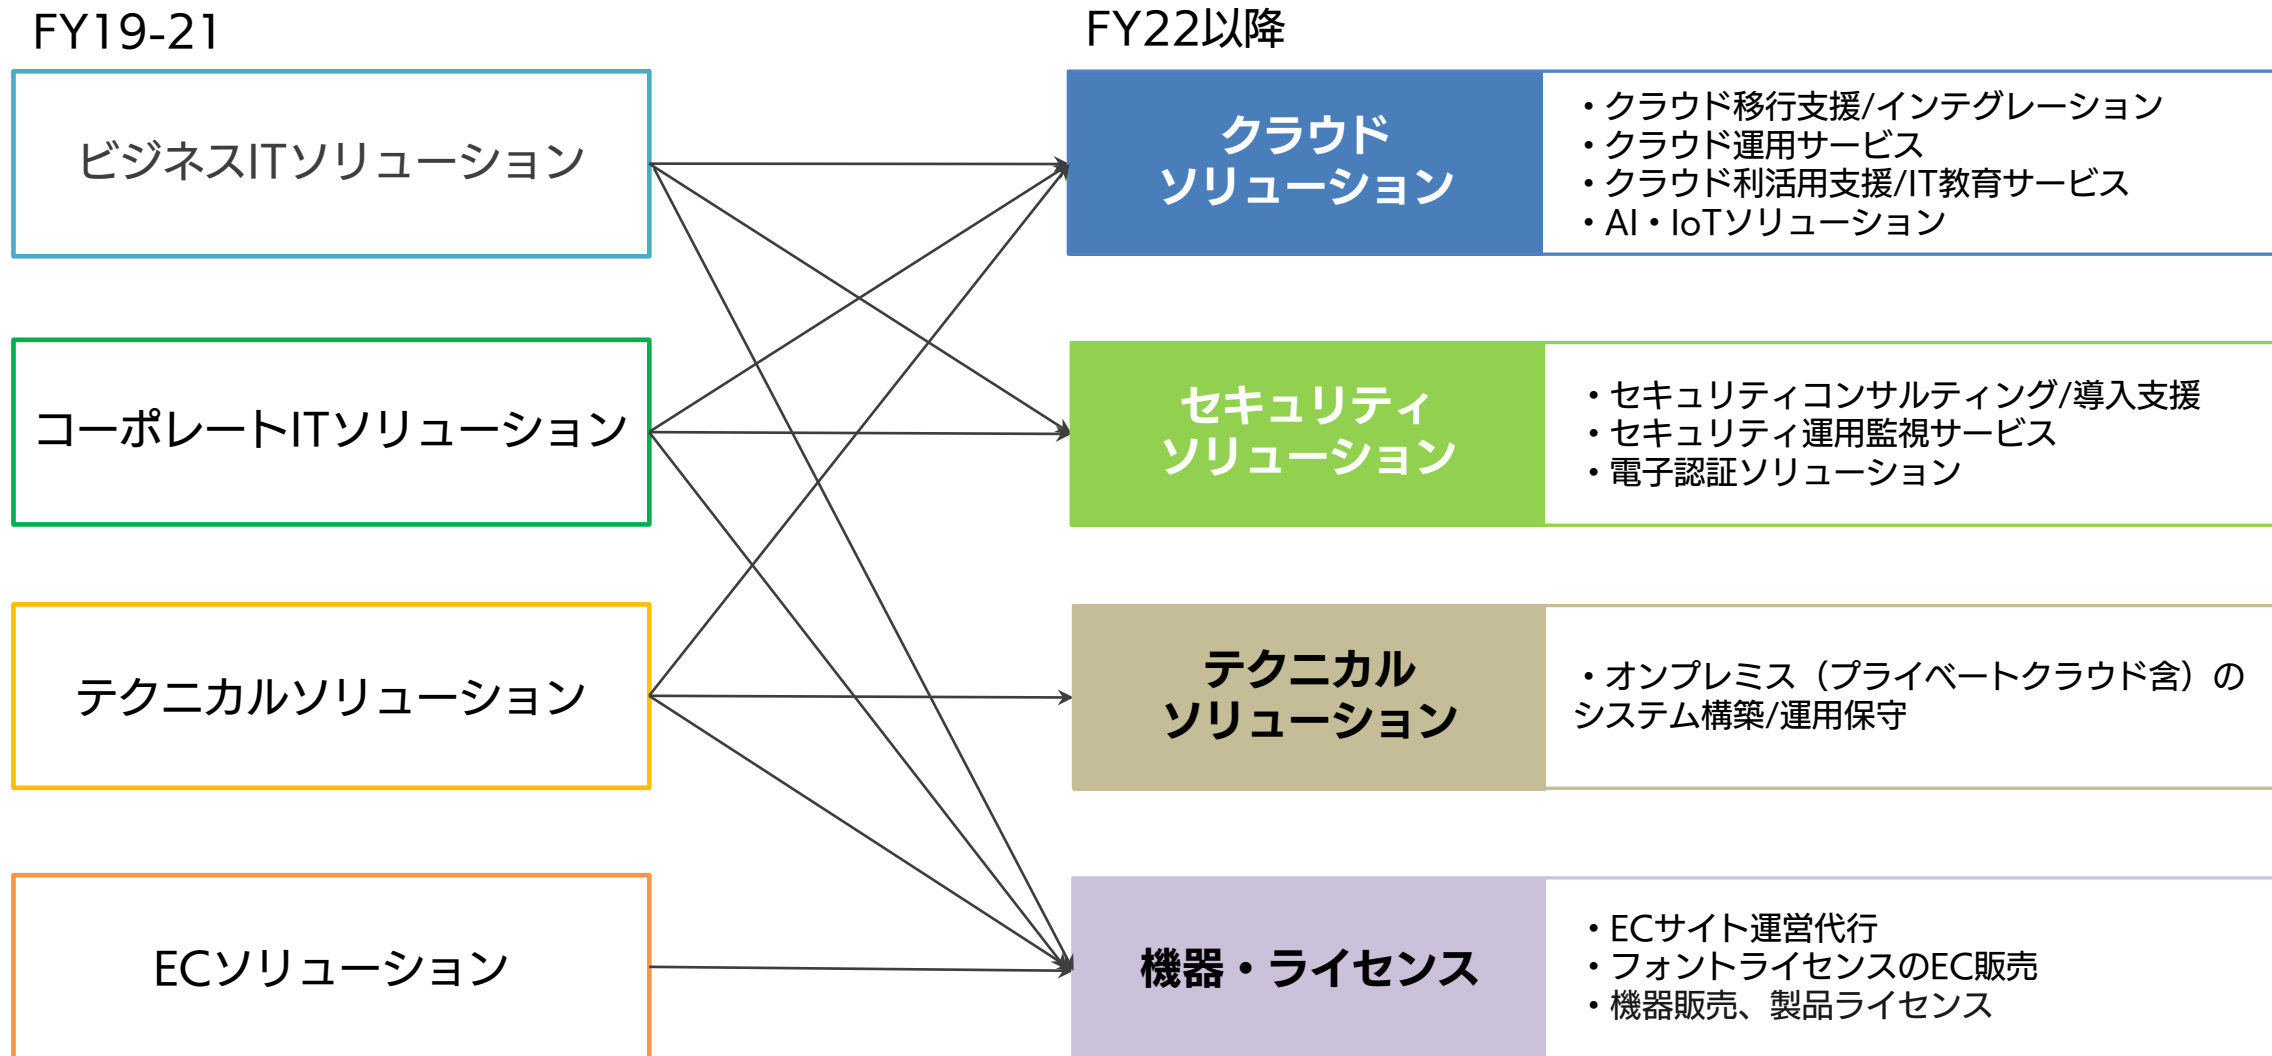 FY19-21
FY22以降
ビジネスITソリューション
クラウド
ソリューション
・クラウド移行支援/インテグレーション
・クラウド運用サービス
・クラウド利活用支援/IT教育サービス
・AI・IoTソリューション
コーポレートITソリューション
セキュリティ
ソリューション
・セキュリティコンサルティング/導入支援
・セキュリティ運用監視サービス
・電子認証ソリューション
テクニカルソリューション
テクニカル
ソリューション
・オンプレミス（プライベートクラウド含）の
システム構築/運用保守
ECソリューション
機器・ライセンス
・ECサイト運営代行
・フォントライセンスのEC販売
・機器販売、製品ライセンス